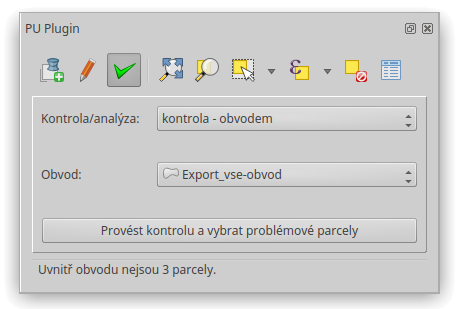 PU Plugin
Kontrola/analýza: kontrola - obvodem
Obvod: Export_vse-obvod
Provést kontrolu a vybrat problémové parcely
Uvnitř obvodu nejsou 3 parcely.